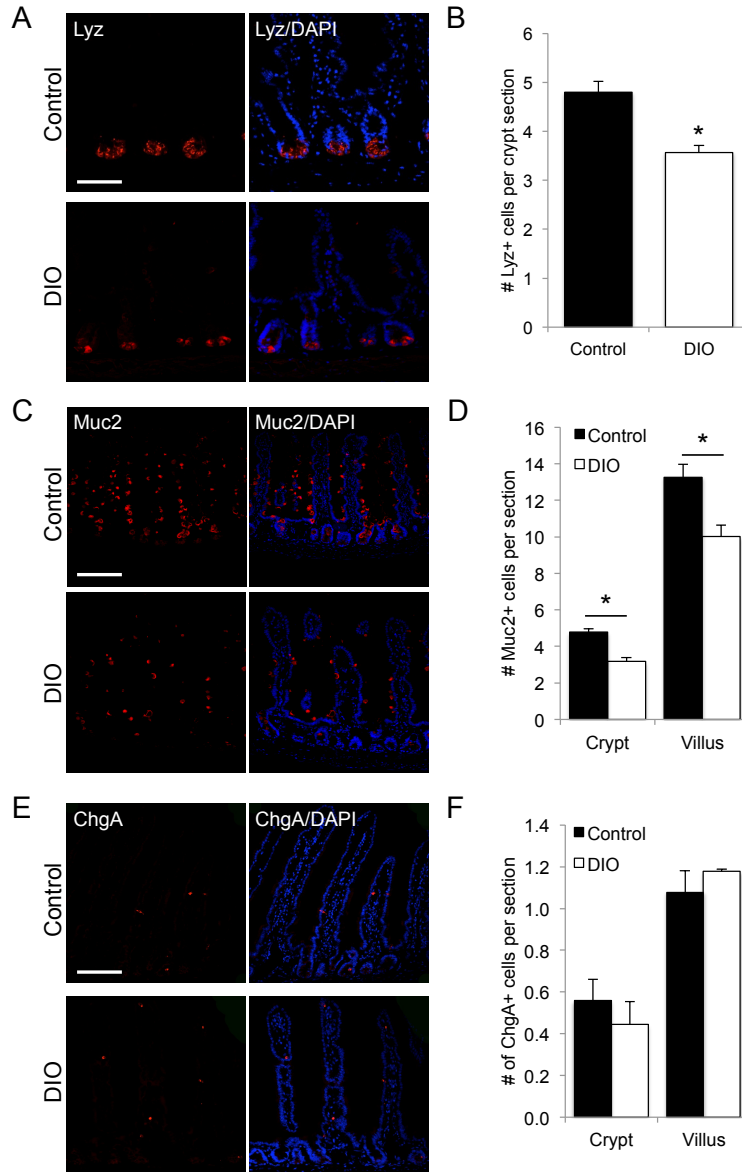 A
Lyz
Lyz/DAPI
Control
DIO
B
# Lyz+ cells per crypt section
6
5
4
3
2
1
0
*
Control
DIO
C
Muc2
Muc2/DAPI
Control
DIO
D
# Muc2+ cells per section
16
14
12
10
8
6
4
2
0
Control
DIO
*
*
Crypt
Villus
E
ChgA
ChgA/DAPI
Control
DIO
F
# of ChgA+ cells per section
1.4
1.2
1.0
0.8
0.6
0.4
0.2
0.0
Control
DIO
Crypt
Villus